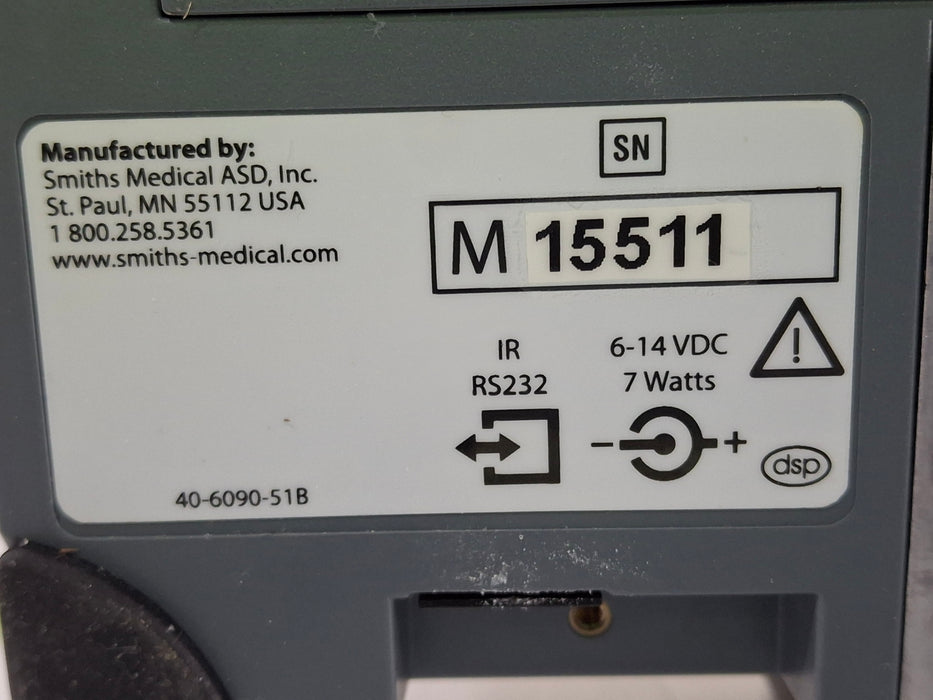 Manufactured by:
Smiths Medical ASD, Inc.
St. Paul, MN 55112 USA
1 800.258.5361
www.smiths-medical.com
SN
M 15511
IR
RS232
6-14 VDC
7 Watts
- +
!
dsp
40-6090-51B